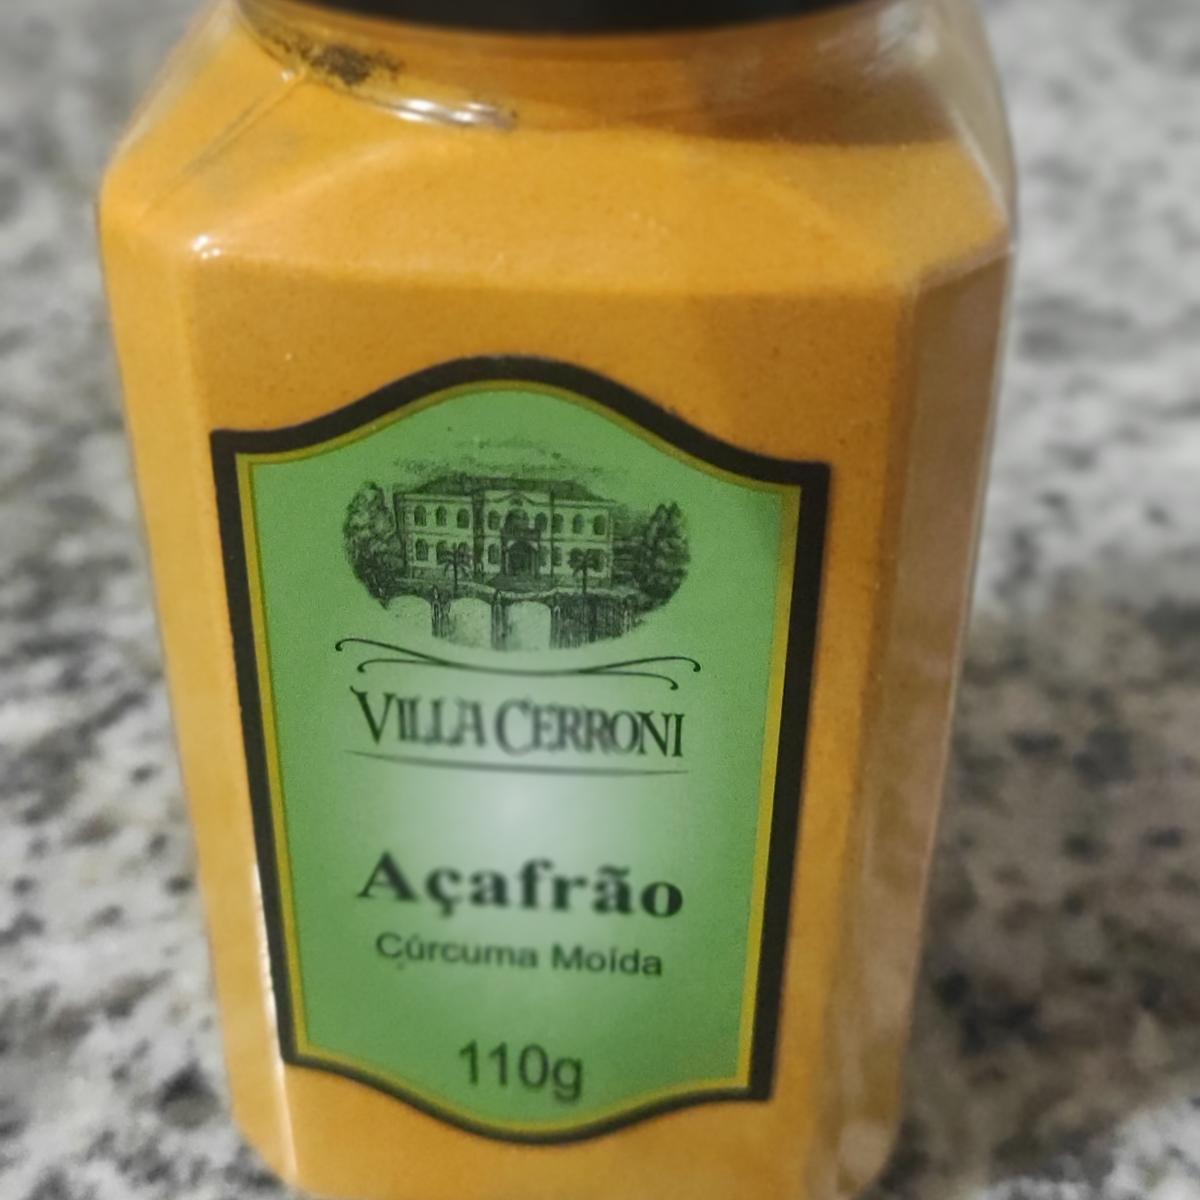 VILLA CERRONI
Açafrão
Cúrcuma Moída
110g